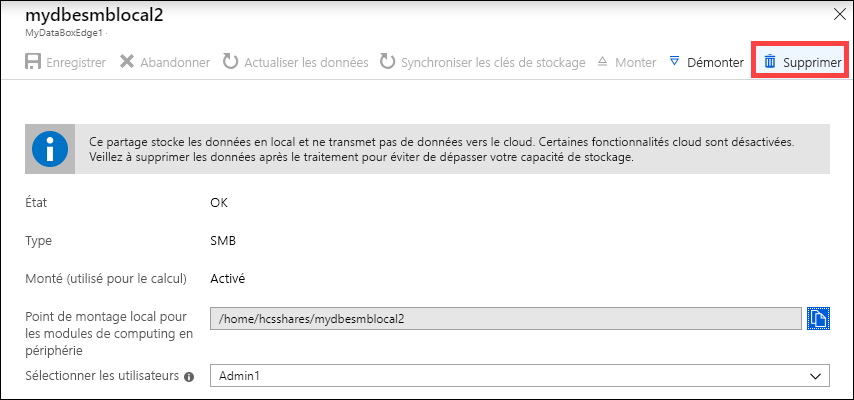 mydbesmblocal2
MyDataBoxEdge1
Enregistrer Abandonner Actualiser les données Synchroniser les clés de stockage Monter Démonter Supprimer
Ce partage stocke les données en local et ne transmet pas de données vers le cloud. Certaines fonctionnalités cloud sont désactivées.
Veillez à supprimer les données après le traitement pour éviter de dépasser votre capacité de stockage.
État OK
Type SMB
Monté (utilisé pour le calcul) Activé
Point de montage local pour
les modules de computing en
périphérie
/home/hcsshares/mydbesmblocal2
Sélectionner les utilisateurs Admin1